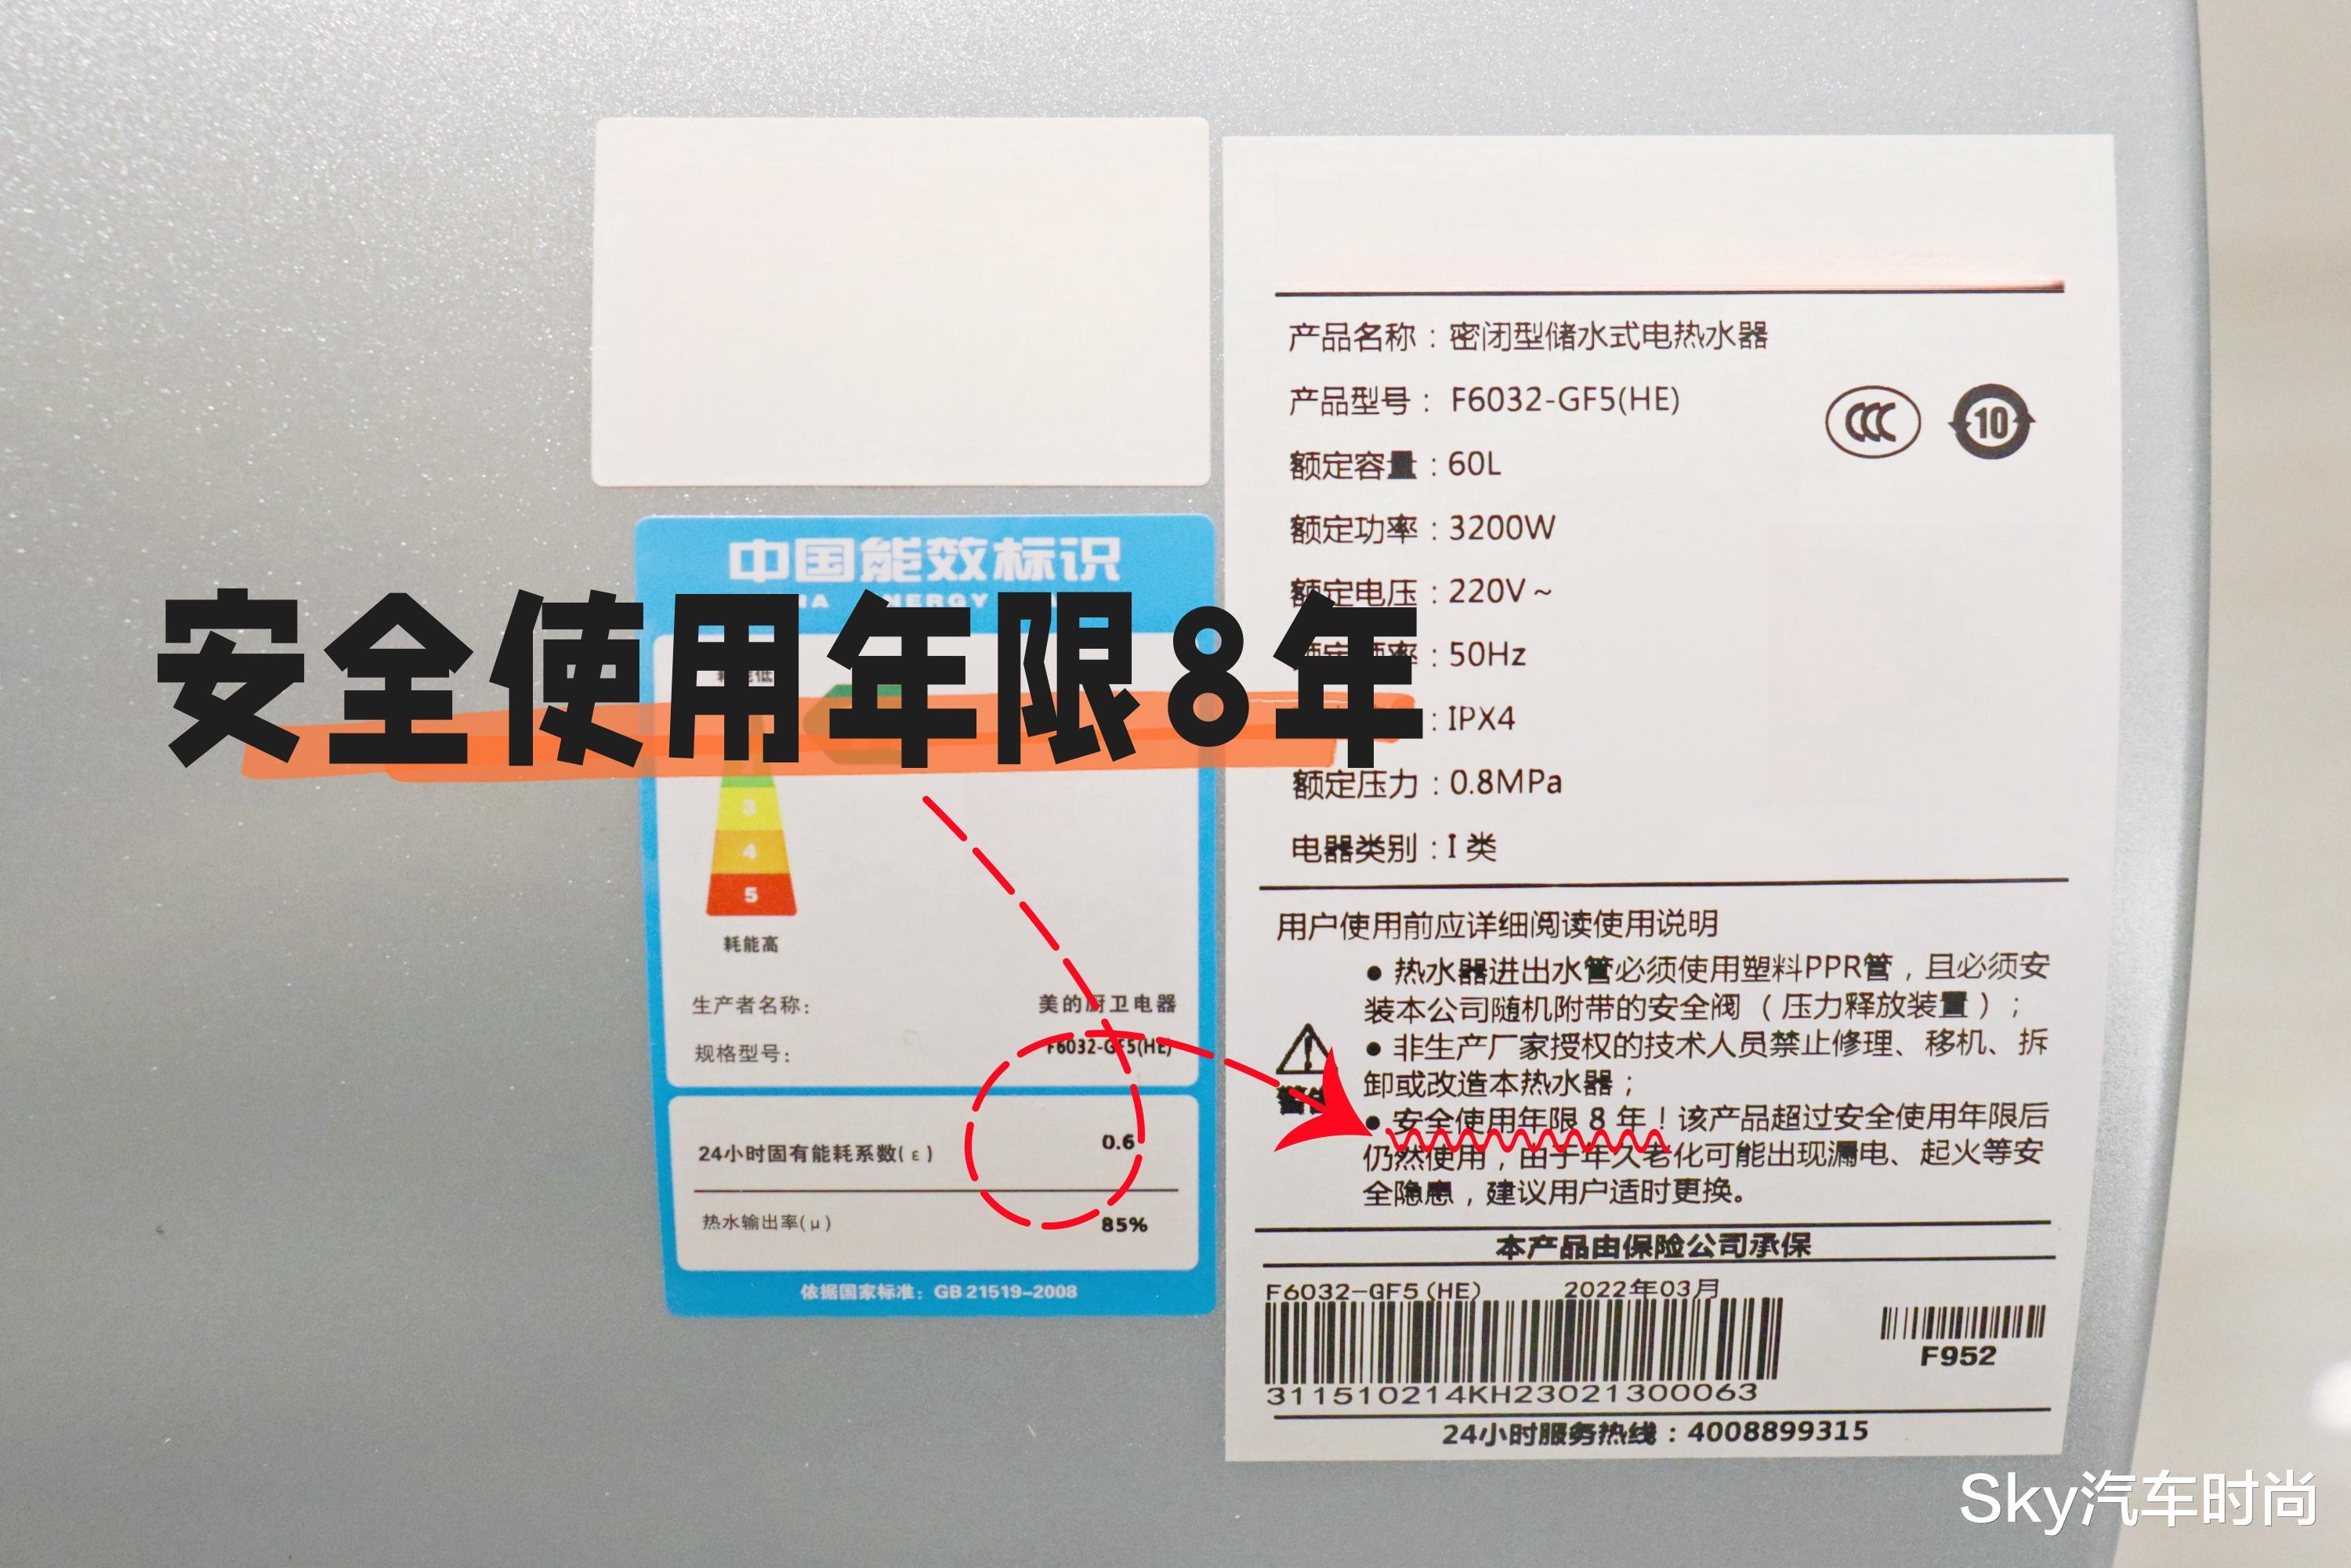 中国能效标识
安全使用年限8年
3
4
5
耗能高
生产者名称：
美的厨卫电器
规格型号：
F6032-GF5(HE)
24小时固有能耗系数(ε)
0.6
热水输出率(μ)
85%
依据国家标准：GB 21519-2008
产品名称：密闭型储水式电热水器
产品型号：F6032-GF5(HE)
10
额定容量：60L
额定功率：3200W
额定电压：220V~
：50Hz
：IPX4
额定压力：0.8MPa
电器类别：I 类
用户使用前应详细阅读使用说明
● 热水器进出水管必须使用塑料PPR管，且必须安
装本公司随机附带的安全阀（压力释放装置）；
● 非生产厂家授权的技术人员禁止修理、移机、拆
卸或改造本热水器；
● 安全使用年限 8 年！该产品超过安全使用年限后
仍然使用，由于年久老化可能出现漏电、起火等安
全隐患，建议用户适时更换。
本产品由保险公司承保
F6032-GF5(HE) 2022年03月
311510214KH23021300063
F952
24小时服务热线：4008899315
Sky汽车时尚